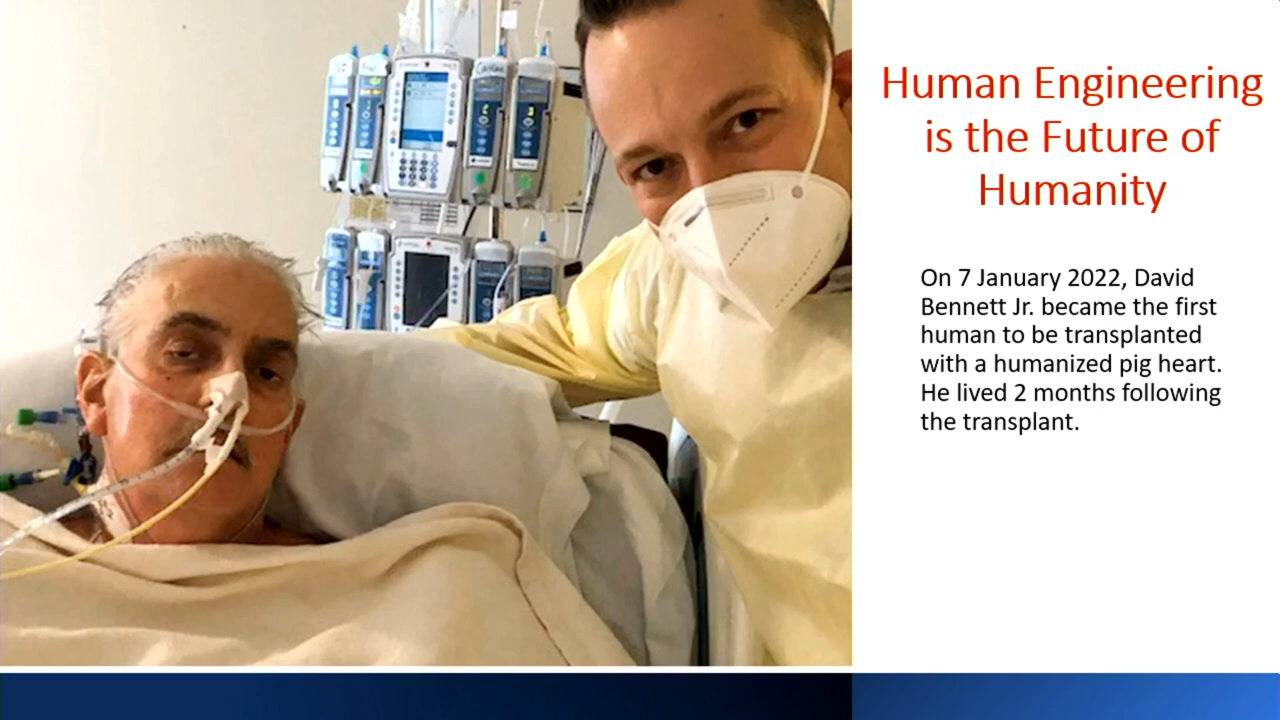 Human Engineering
is the Future of
Humanity
On 7 January 2022, David
Bennett Jr. became the first
human to be transplanted
with a humanized pig heart.
He lived 2 months following
the transplant.